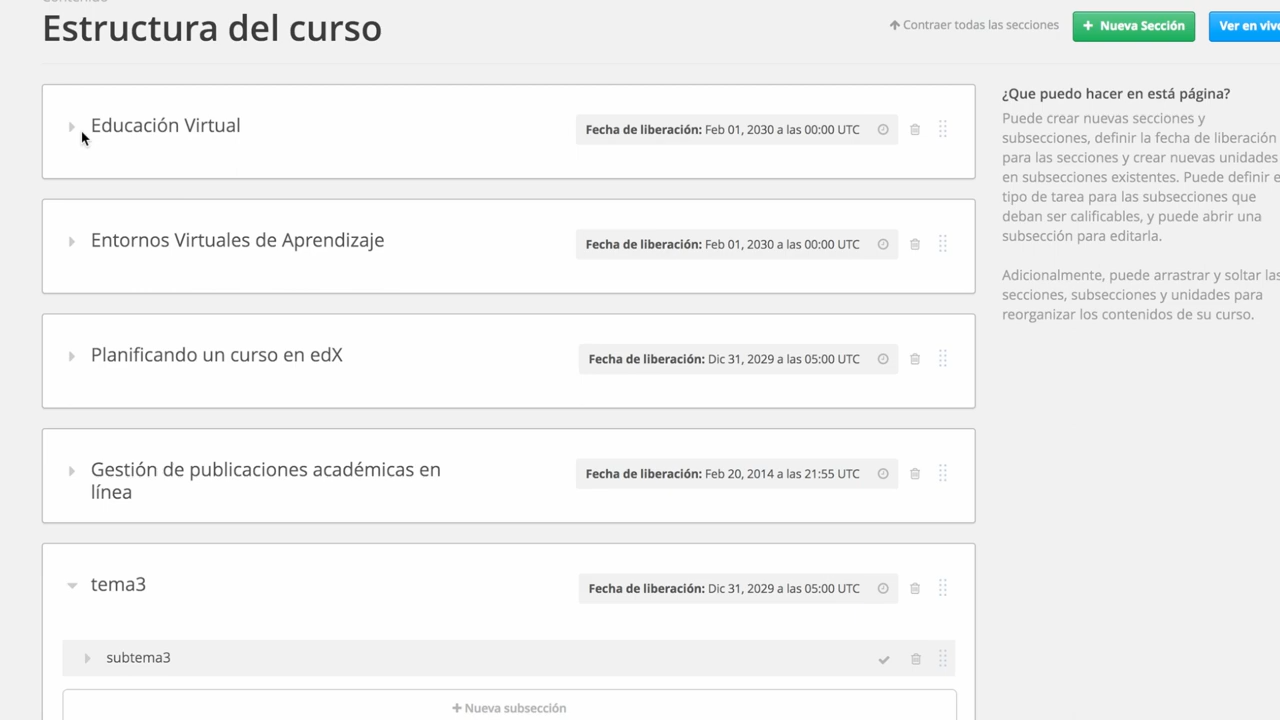 Contenido
Estructura del curso
Contraer todas las secciones
+ Nueva Sección
Ver en vivo
Educación Virtual
Fecha de liberación: Feb 01, 2030 a las 00:00 UTC
Entornos Virtuales de Aprendizaje
Fecha de liberación: Feb 01, 2030 a las 00:00 UTC
Planificando un curso en edX
Fecha de liberación: Dic 31, 2029 a las 05:00 UTC
Gestión de publicaciones académicas en
línea
Fecha de liberación: Feb 20, 2014 a las 21:55 UTC
tema3
Fecha de liberación: Dic 31, 2029 a las 05:00 UTC
subtema3
+ Nueva subsección
¿Que puedo hacer en está página?
Puede crear nuevas secciones y
subsecciones, definir la fecha de liberación
para las secciones y crear nuevas unidades
en subsecciones existentes. Puede definir e
tipo de tarea para las subsecciones que
deban ser calificables, y puede abrir una
subsección para editarla.
Adicionalmente, puede arrastrar y soltar las
secciones, subsecciones y unidades para
reorganizar los contenidos de su curso.